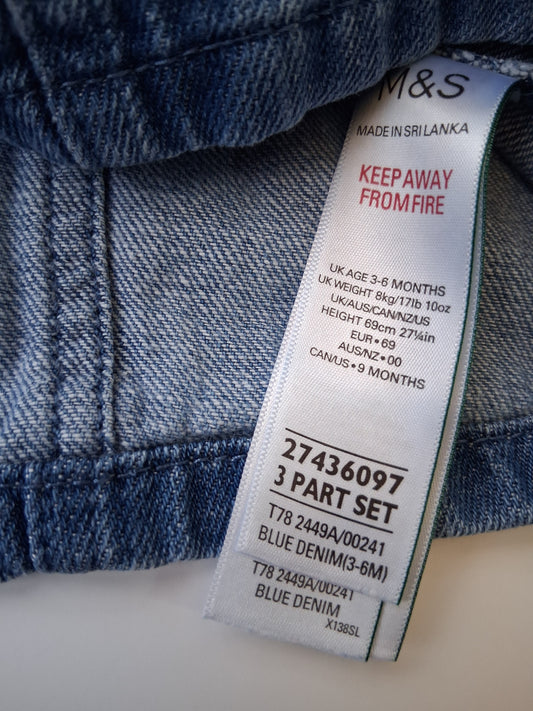 M&S
MADE IN SRI LANKA
KEEP AWAY
FROM FIRE
UK AGE 3-6 MONTHS
UK WEIGHT 8kg/17lb 10oz
UK/AUS/CAN/NZ/US
HEIGHT 69cm 27¼in
EUR•69
AUS/NZ•00
CAN/US•9 MONTHS
27436097
3 PART SET
T78 2449A/00241
BLUE DENIM(3-6M)
T78 2449A/00241
BLUE DENIM
X138SL